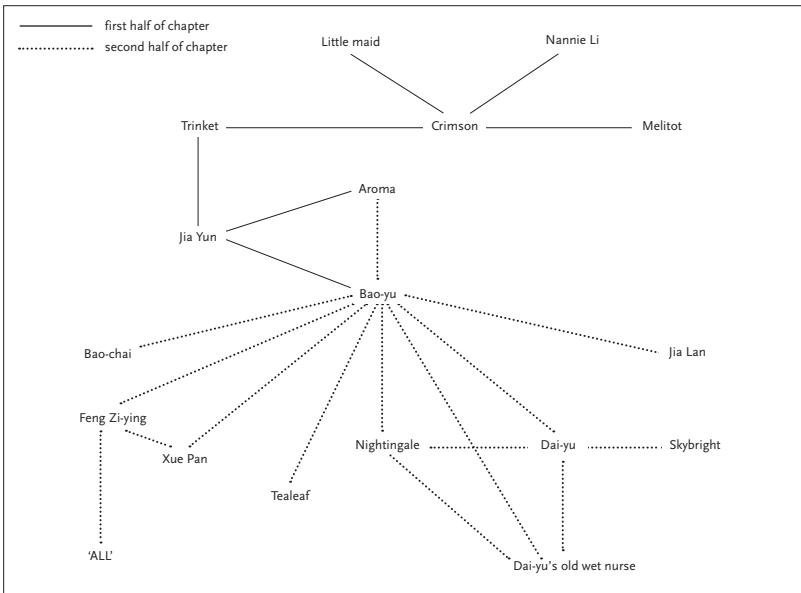 first half of chapter
second half of chapter
Little maid
Nannie Li
Trinket
Crimson
Melitot
Aroma
Jia Yun
Bao-yu
Bao-chai
Jia Lan
Feng Zi-ying
Xue Pan
Nightingale
Dai-yu
Skybright
Tealeaf
‘ALL’
Dai-yu’s old wet nurse